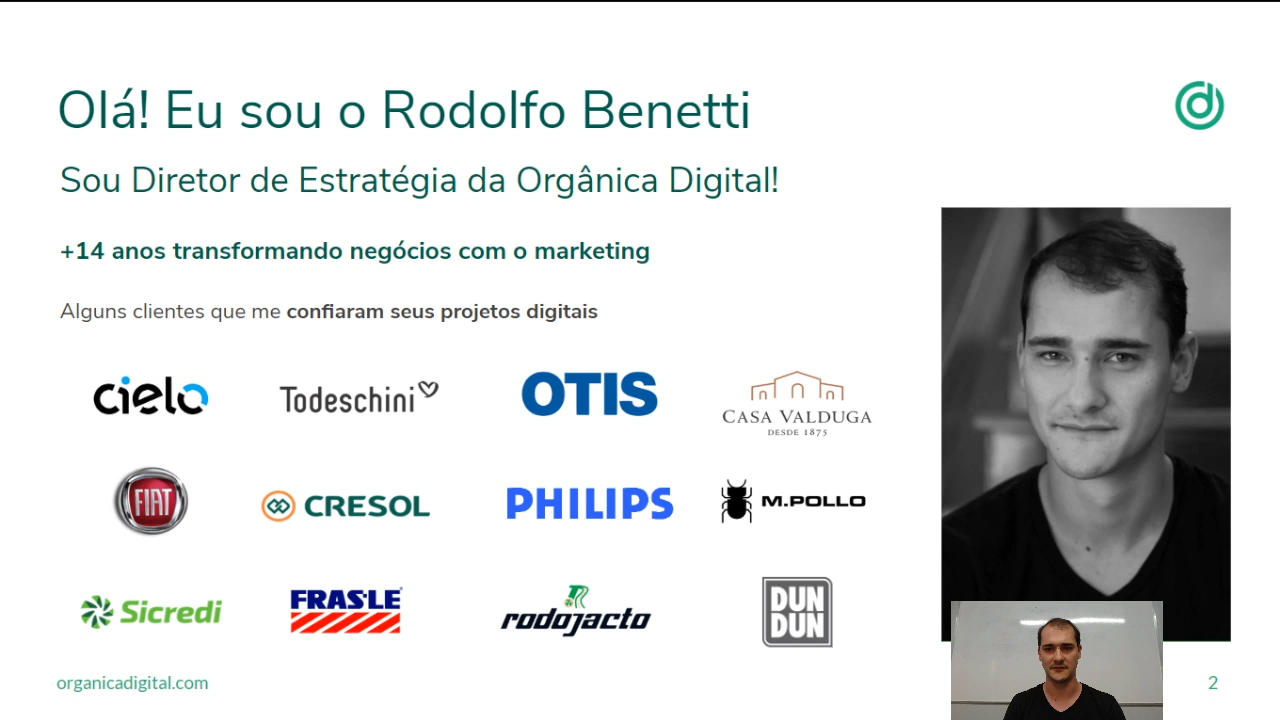 Olá! Eu sou o Rodolfo Benetti
Sou Diretor de Estratégia da Orgânica Digital!
+14 anos transformando negócios com o marketing
Alguns clientes que me confiaram seus projetos digitais
cielo
Todeschini
OTIS
CASA VALDUGA
DESDE 1875
FIAT
CRESOL
PHILIPS
M.POLLO
Sicredi
FRAS-LE
rodojacto
DUN
DUN
organicadigital.com
2